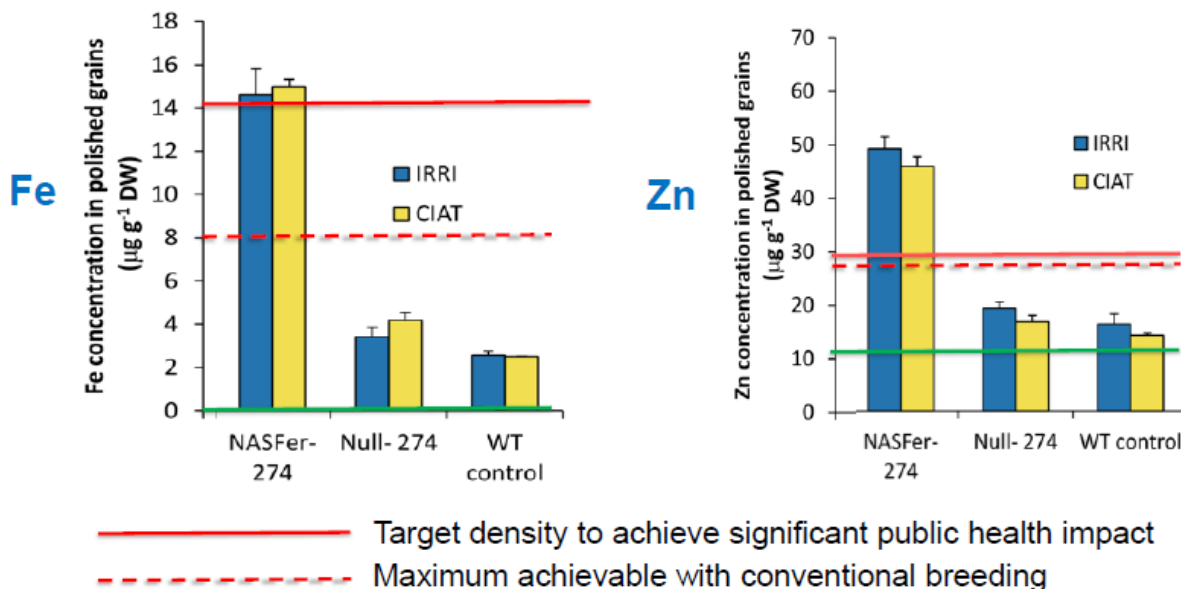 Fe
Fe concentration in polished grains
(µg g-1 DW)
18
16
14
12
10
8
6
4
2
0
IRRI
CIAT
NASFer-
274
Null- 274
WT
control
Zn
Zn concentration in polished grains
(µg g-1 DW)
70
60
50
40
30
20
10
0
IRRI
CIAT
NASFer-
274
Null- 274
WT control
Target density to achieve significant public health impact
Maximum achievable with conventional breeding